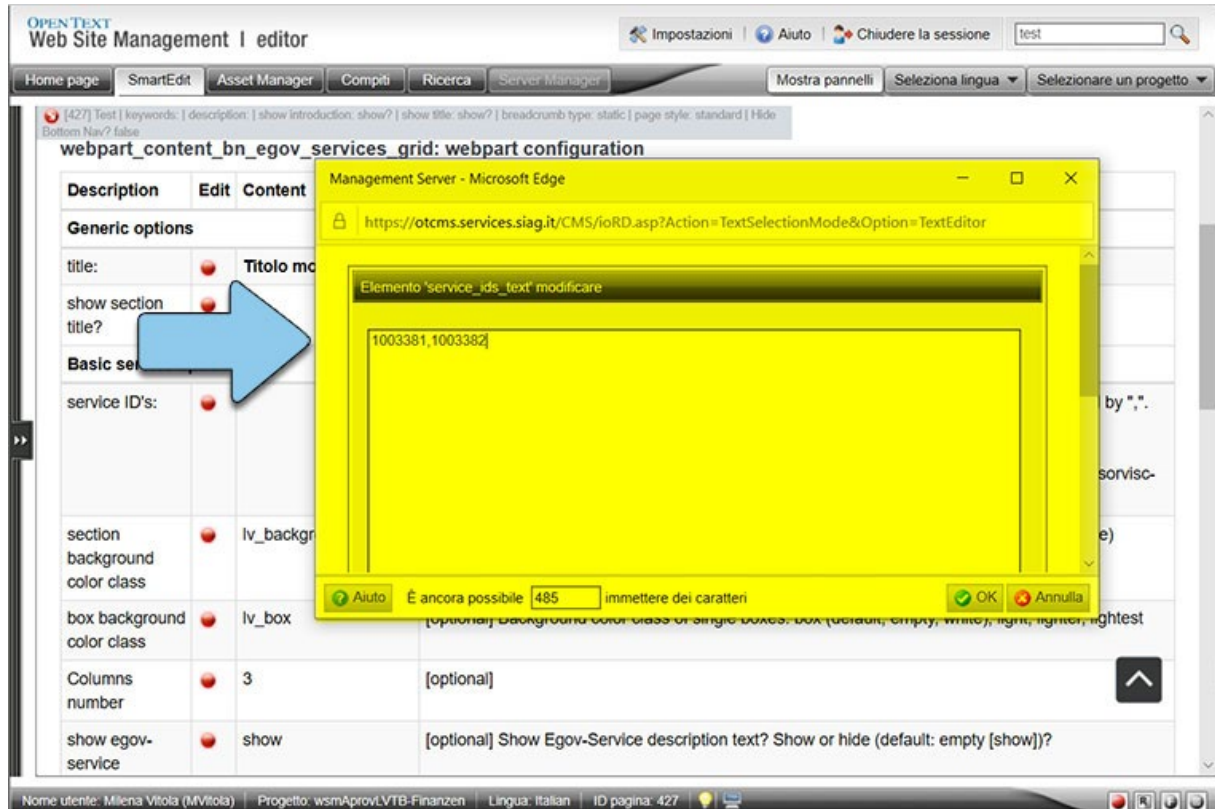 OPENTEXT
Web Site Management | editor
Impostazioni | Aiuto | Chiudere la sessione
test
Home page SmartEdit Asset Manager Compiti Ricerca Server Manager
Mostra pannelli Seleziona lingua Selezionare un progetto
[427] Test | keywords: | description: | show introduction: show? | show title: show? | breadcrumb type: static | page style: standard | Hide
Bottom Nav? false
webpart_content_bn_egov_services_grid: webpart configuration
Description Edit Content
Generic options
title: Titolo mo
show section
title?
Basic se
service ID's:
by ",".
sorvisc-
section lv_backgr e)
background
color class
Management Server - Microsoft Edge
https://otcms.services.siag.it/CMS/ioRD.asp?Action=TextSelectionMode&Option=TextEditor
Elemento 'service_ids_text' modificare
1003381,1003382
Aiuto È ancora possibile 485 immettere dei caratteri OK Annulla
box background lv_box [optional] Background color class of single boxes: box (default, empty, white), light, lighter, lightest
color class
Columns 3 [optional]
number
show egov- show [optional] Show Egov-Service description text? Show or hide (default: empty [show])?
service
Nome utente: Milena Vitola (MVitola) Progetto: wsmAprovLVTB-Finanzen Lingua: Italian ID pagina: 427
R